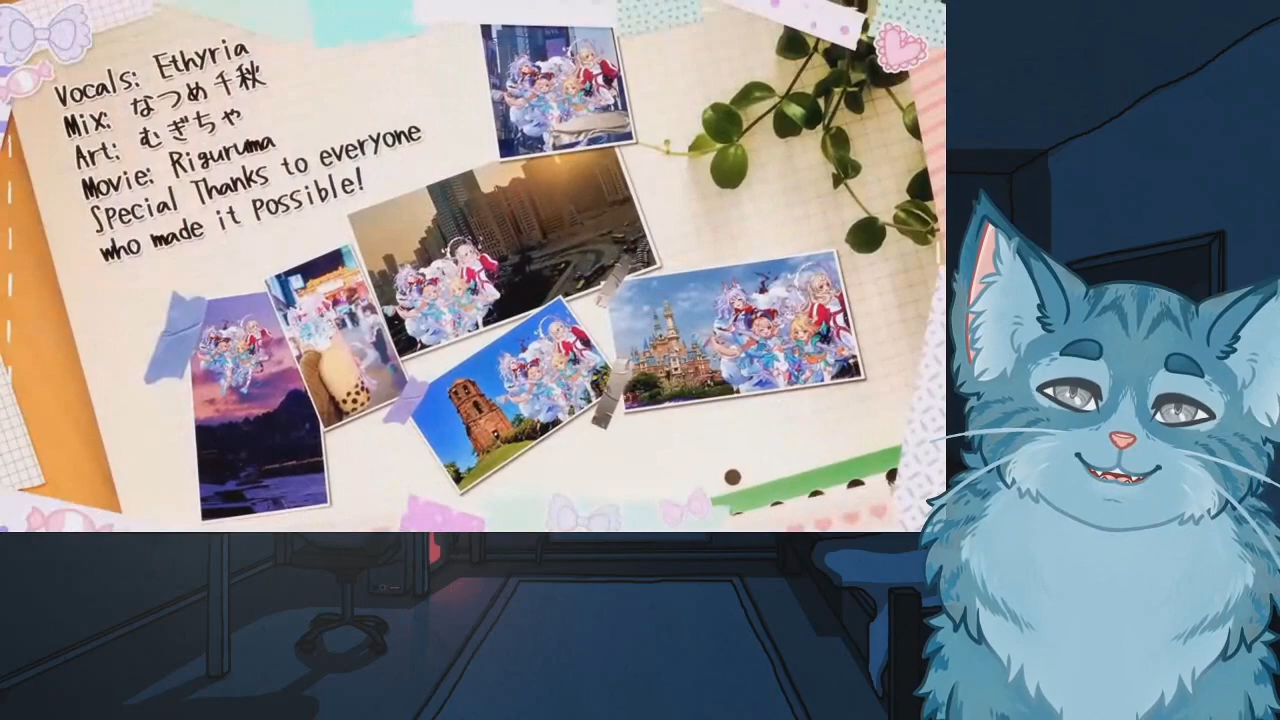 Vocals: Ethyria
Mix: なつめ千秋
Art: むぎちゃ
Movie: Riguruma
Special Thanks to everyone
who made it possible!